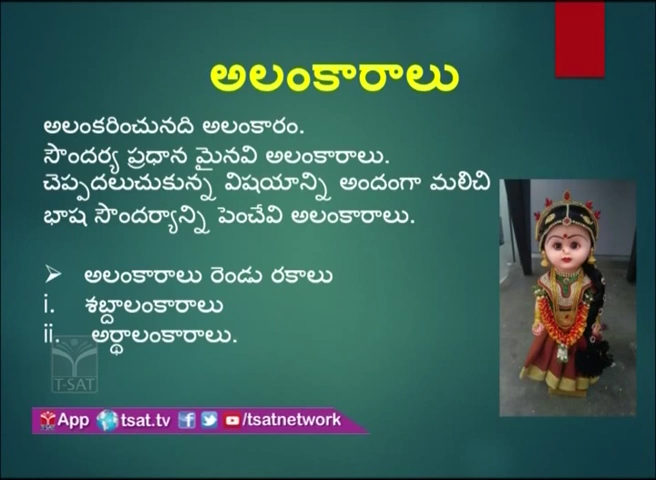 అలంకారాలు
అలంకరించునది అలంకారం.
సౌందర్య ప్రధాన మైనవి అలంకారాలు.
చెప్పదలుచుకున్న విషయాన్ని అందంగా మలిచి
భాష సౌందర్యాన్ని పెంచేవి అలంకారాలు.
➢ అలంకారాలు రెండు రకాలు
i. శబ్దాలంకారాలు
ii. అర్థాలంకారాలు.
T-SAT
App tsat.tv /tsatnetwork